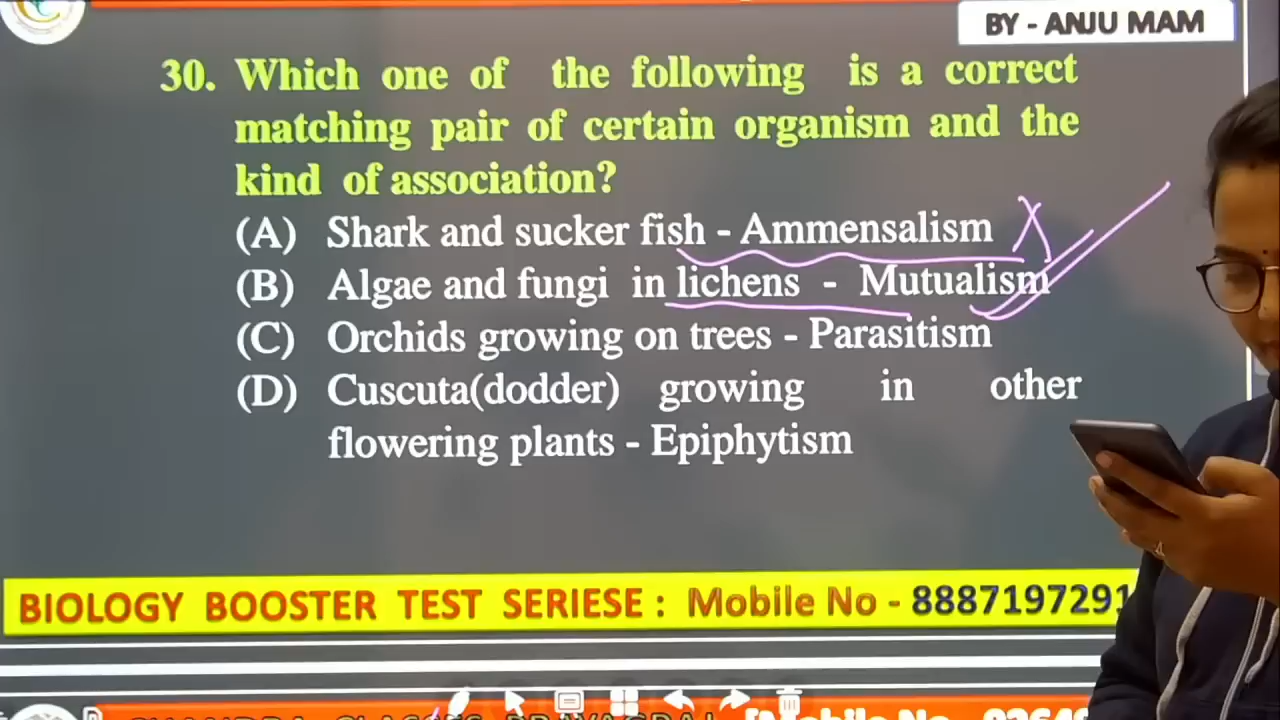 BY - ANJU MAM
30. Which one of the following is a correct
matching pair of certain organism and the
kind of association?
(A) Shark and sucker fish - Ammensalism
(B) Algae and fungi in lichens - Mutualism
(C) Orchids growing on trees - Parasitism
(D) Cuscuta(dodder) growing in other
flowering plants - Epiphytism
BIOLOGY BOOSTER TEST SERIESE : Mobile No - 8887197291